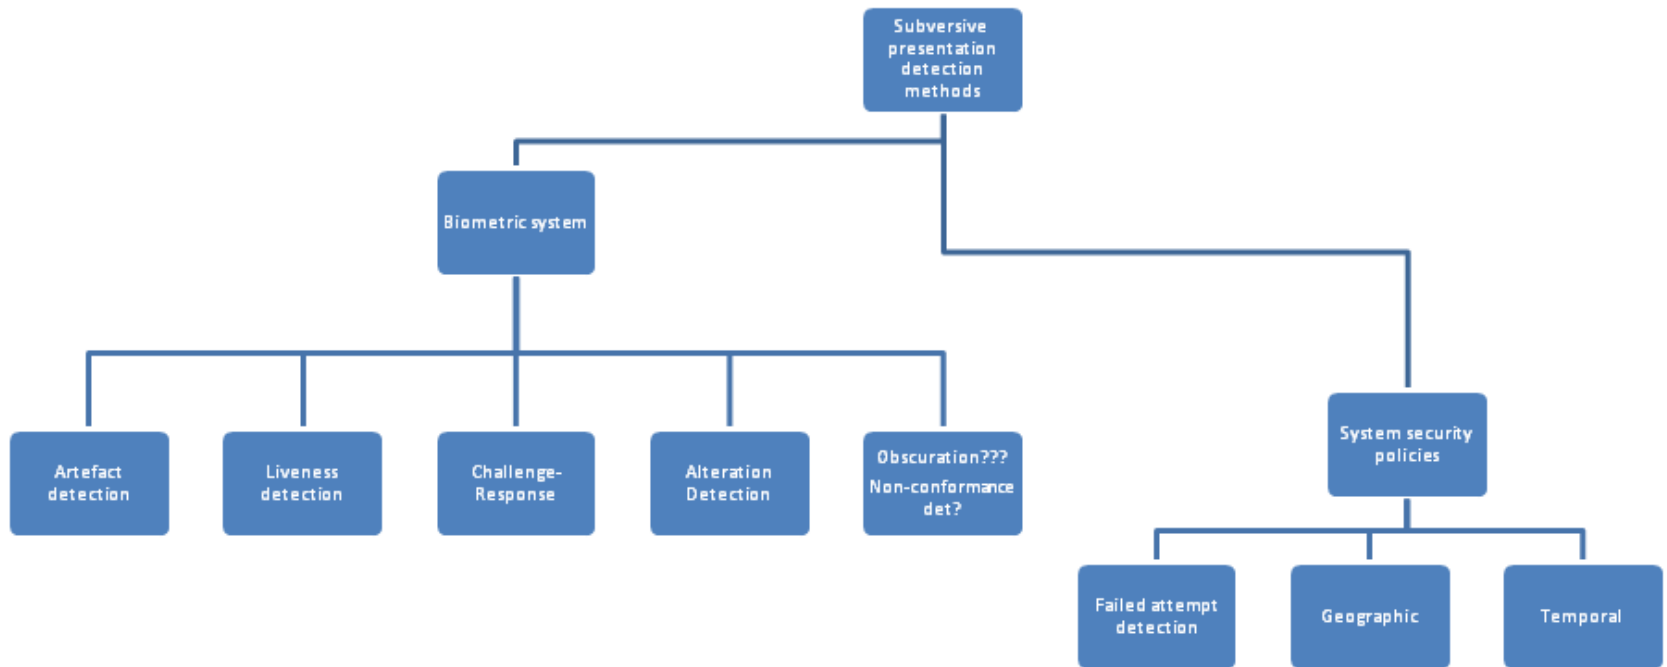 Subversive
presentation
detection
methods
Biometric system
Artefact
detection
Liveness
detection
Challenge-
Response
Alteration
Detection
Obscuration???
Non-conformance
det?
System security
policies
Failed attempt
detection
Geographic
Temporal